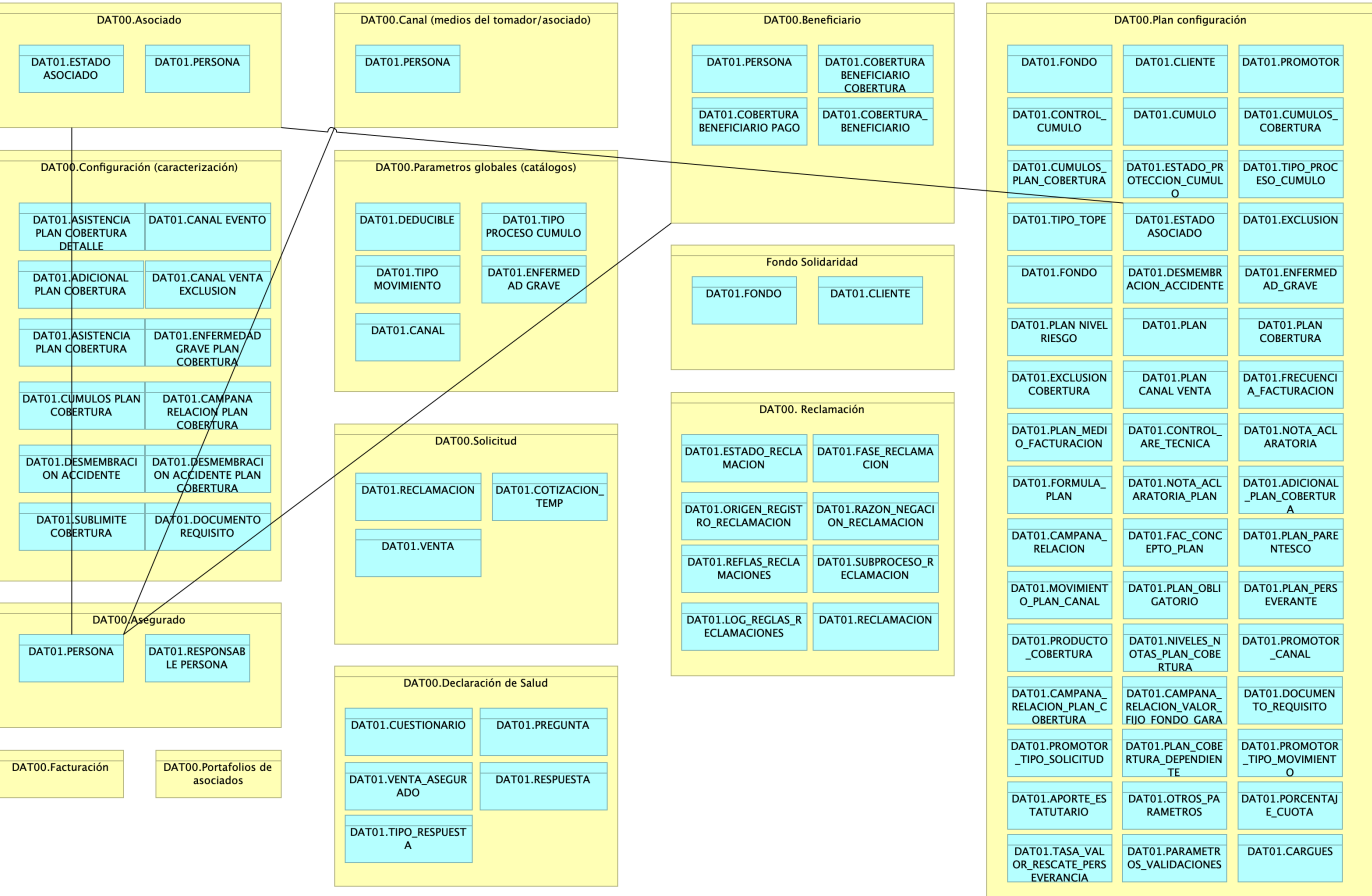 DAT00.Asociado
DAT01.ESTADO
ASOCIADO
DAT01.PERSONA
DAT00.Canal (medios del tomador/asociado)
DAT01.PERSONA
DAT00.Beneficiario
DAT01.PERSONA
DAT01.COBERTURA
BENEFICIARIO
COBERTURA
DAT01.COBERTURA
BENEFICIARIO PAGO
DAT01.COBERTURA_
BENEFICIARIO
DAT00.Configuración (caracterización)
DAT01.ASISTENCIA
PLAN COBERTURA
DETALLE
DAT01.CANAL EVENTO
DAT01.ADICIONAL
PLAN COBERTURA
DAT01.CANAL VENTA
EXCLUSION
DAT01.ASISTENCIA
PLAN COBERTURA
DAT01.ENFERMEDAD
GRAVE PLAN
COBERTURA
DAT01.CUMULOS PLAN
COBERTURA
DAT01.CAMPANA
RELACION PLAN
COBERTURA
DAT01.DESMEMBRACI
ON ACCIDENTE
DAT01.DESMEMBRACI
ON ACCIDENTE PLAN
COBERTURA
DAT01.SUBLIMITE
COBERTURA
DAT01.DOCUMENTO
REQUISITO
DAT00.Parametros globales (catálogos)
DAT01.DEDUCIBLE
DAT01.TIPO
PROCESO CUMULO
DAT01.TIPO
MOVIMIENTO
DAT01.ENFERMED
AD GRAVE
DAT01.CANAL
Fondo Solidaridad
DAT01.FONDO
DAT01.CLIENTE
DAT00.Solicitud
DAT01.RECLAMACION
DAT01.COTIZACION_
TEMP
DAT01.VENTA
DAT00. Reclamación
DAT01.ESTADO_RECLA
MACION
DAT01.FASE_RECLAMA
CION
DAT01.ORIGEN_REGIST
RO_RECLAMACION
DAT01.RAZON_NEGACI
ON_RECLAMACION
DAT01.REFLAS_RECLA
MACIONES
DAT01.SUBPROCESO_R
ECLAMACION
DAT01.LOG_REGLAS_R
ECLAMACIONES
DAT01.RECLAMACION
DAT00.Asegurado
DAT01.PERSONA
DAT01.RESPONSAB
LE PERSONA
DAT00.Declaración de Salud
DAT01.CUESTIONARIO
DAT01.PREGUNTA
DAT01.VENTA_ASEGUR
ADO
DAT01.RESPUESTA
DAT01.TIPO_RESPUEST
A
DAT00.Facturación
DAT00.Portafolios de
asociados
DAT00.Plan configuración
DAT01.FONDO
DAT01.CLIENTE
DAT01.PROMOTOR
DAT01.CONTROL_
CUMULO
DAT01.CUMULO
DAT01.CUMULOS_
COBERTURA
DAT01.CUMULOS_
PLAN_COBERTURA
DAT01.ESTADO_PR
OTECCION_CUMUL
O
DAT01.TIPO_PROC
ESO_CUMULO
DAT01.TIPO_TOPE
DAT01.ESTADO
ASOCIADO
DAT01.EXCLUSION
DAT01.FONDO
DAT01.DESMEMBR
ACION_ACCIDENTE
DAT01.ENFERMED
AD_GRAVE
DAT01.PLAN NIVEL
RIESGO
DAT01.PLAN
DAT01.PLAN
COBERTURA
DAT01.EXCLUSION
COBERTURA
DAT01.PLAN
CANAL VENTA
DAT01.FRECUENCI
A_FACTURACION
DAT01.PLAN_MEDI
O_FACTURACION
DAT01.CONTROL_
ARE_TECNICA
DAT01.NOTA_ACL
ARATORIA
DAT01.FORMULA_
PLAN
DAT01.NOTA_ACL
ARATORIA_PLAN
DAT01.ADICIONAL
_PLAN_COBERTUR
A
DAT01.CAMPANA_
RELACION
DAT01.FAC_CONC
EPTO_PLAN
DAT01.PLAN_PARE
NTESCO
DAT01.MOVIMIENT
O_PLAN_CANAL
DAT01.PLAN_OBLI
GATORIO
DAT01.PLAN_PERS
EVERANTE
DAT01.PRODUCTO
_COBERTURA
DAT01.NIVELES_N
OTAS_PLAN_COBE
RTURA
DAT01.PROMOTOR
_CANAL
DAT01.CAMPANA_
RELACION_PLAN_C
OBERTURA
DAT01.CAMPANA_
RELACION_VALOR_
FIJO_FONDO_GARA
DAT01.DOCUMEN
TO_REQUISITO
DAT01.PROMOTOR
_TIPO_SOLICITUD
DAT01.PLAN_COBE
RTURA_DEPENDIEN
TE
DAT01.PROMOTOR
_TIPO_MOVIMIENT
O
DAT01.APORTE_ES
TATUTARIO
DAT01.OTROS_PA
RAMETROS
DAT01.PORCENTAJ
E_CUOTA
DAT01.TASA_VAL
OR_RESCATE_PERS
EVERANCIA
DAT01.PARAMETR
OS_VALIDACIONES
DAT01.CARGUES